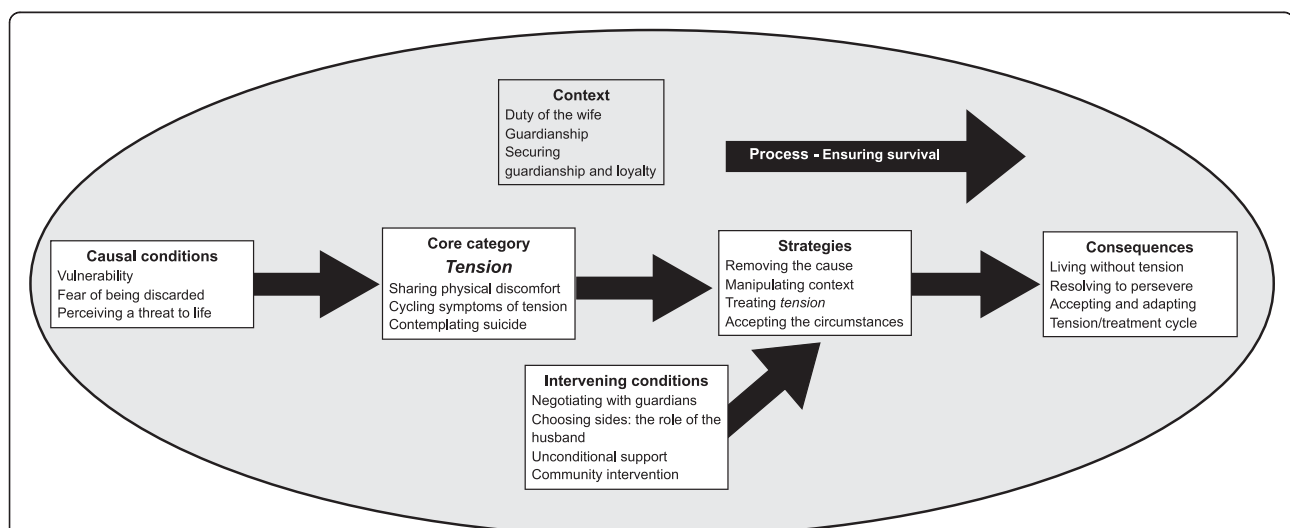 Context
Duty of the wife
Guardianship
Securing
guardianship and loyalty
Process - Ensuring survival
Causal conditions
Vulnerability
Fear of being discarded
Perceiving a threat to life
Core category
Tension
Sharing physical discomfort
Cycling symptoms of tension
Contemplating suicide
Strategies
Removing the cause
Manipulating context
Treating tension
Accepting the circumstances
Consequences
Living without tension
Resolving to persevere
Accepting and adapting
Tension/treatment cycle
Intervening conditions
Negotiating with guardians
Choosing sides: the role of the
husband
Unconditional support
Community intervention